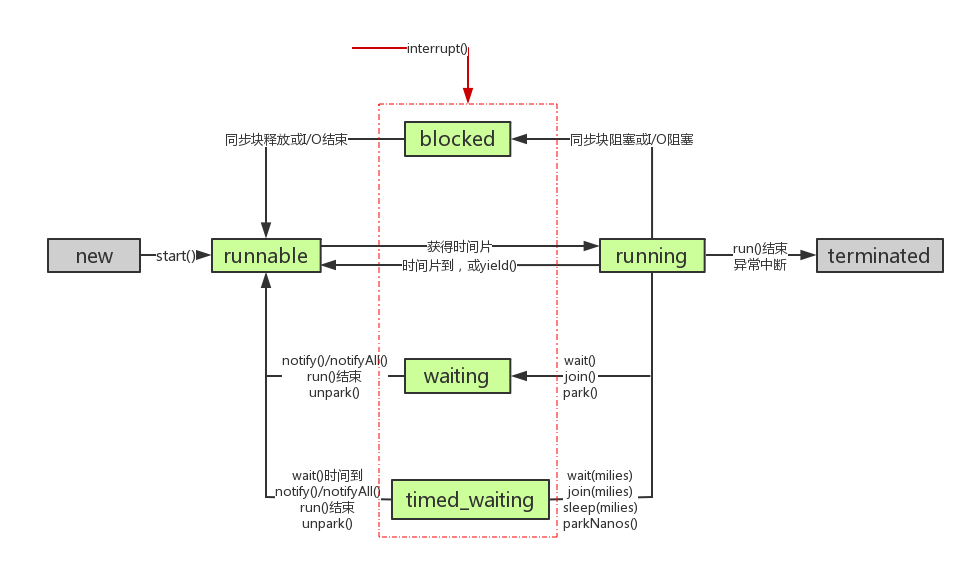 interrupt()
blocked
同步块释放或I/O结束
同步块阻塞或I/O阻塞
new
start()
runnable
获得时间片
时间片到，或yield()
running
run()结束
异常中断
terminated
notify()/notifyAll()
run()结束
unpark()
waiting
wait()
join()
park()
wait()时间到
notify()/notifyAll()
run()结束
unpark()
timed_waiting
wait(milies)
join(milies)
sleep(milies)
parkNanos()